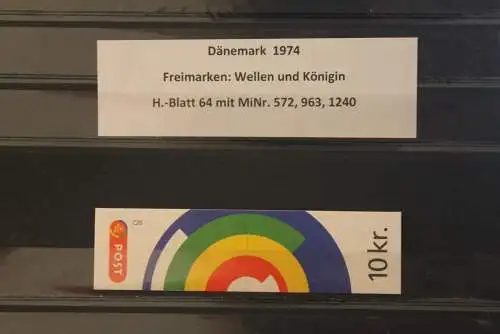 Dänemark 1974
Freimarken: Wellen und Königin
H.-Blatt 64 mit MiNr. 572, 963, 1240
POST
10 kr.